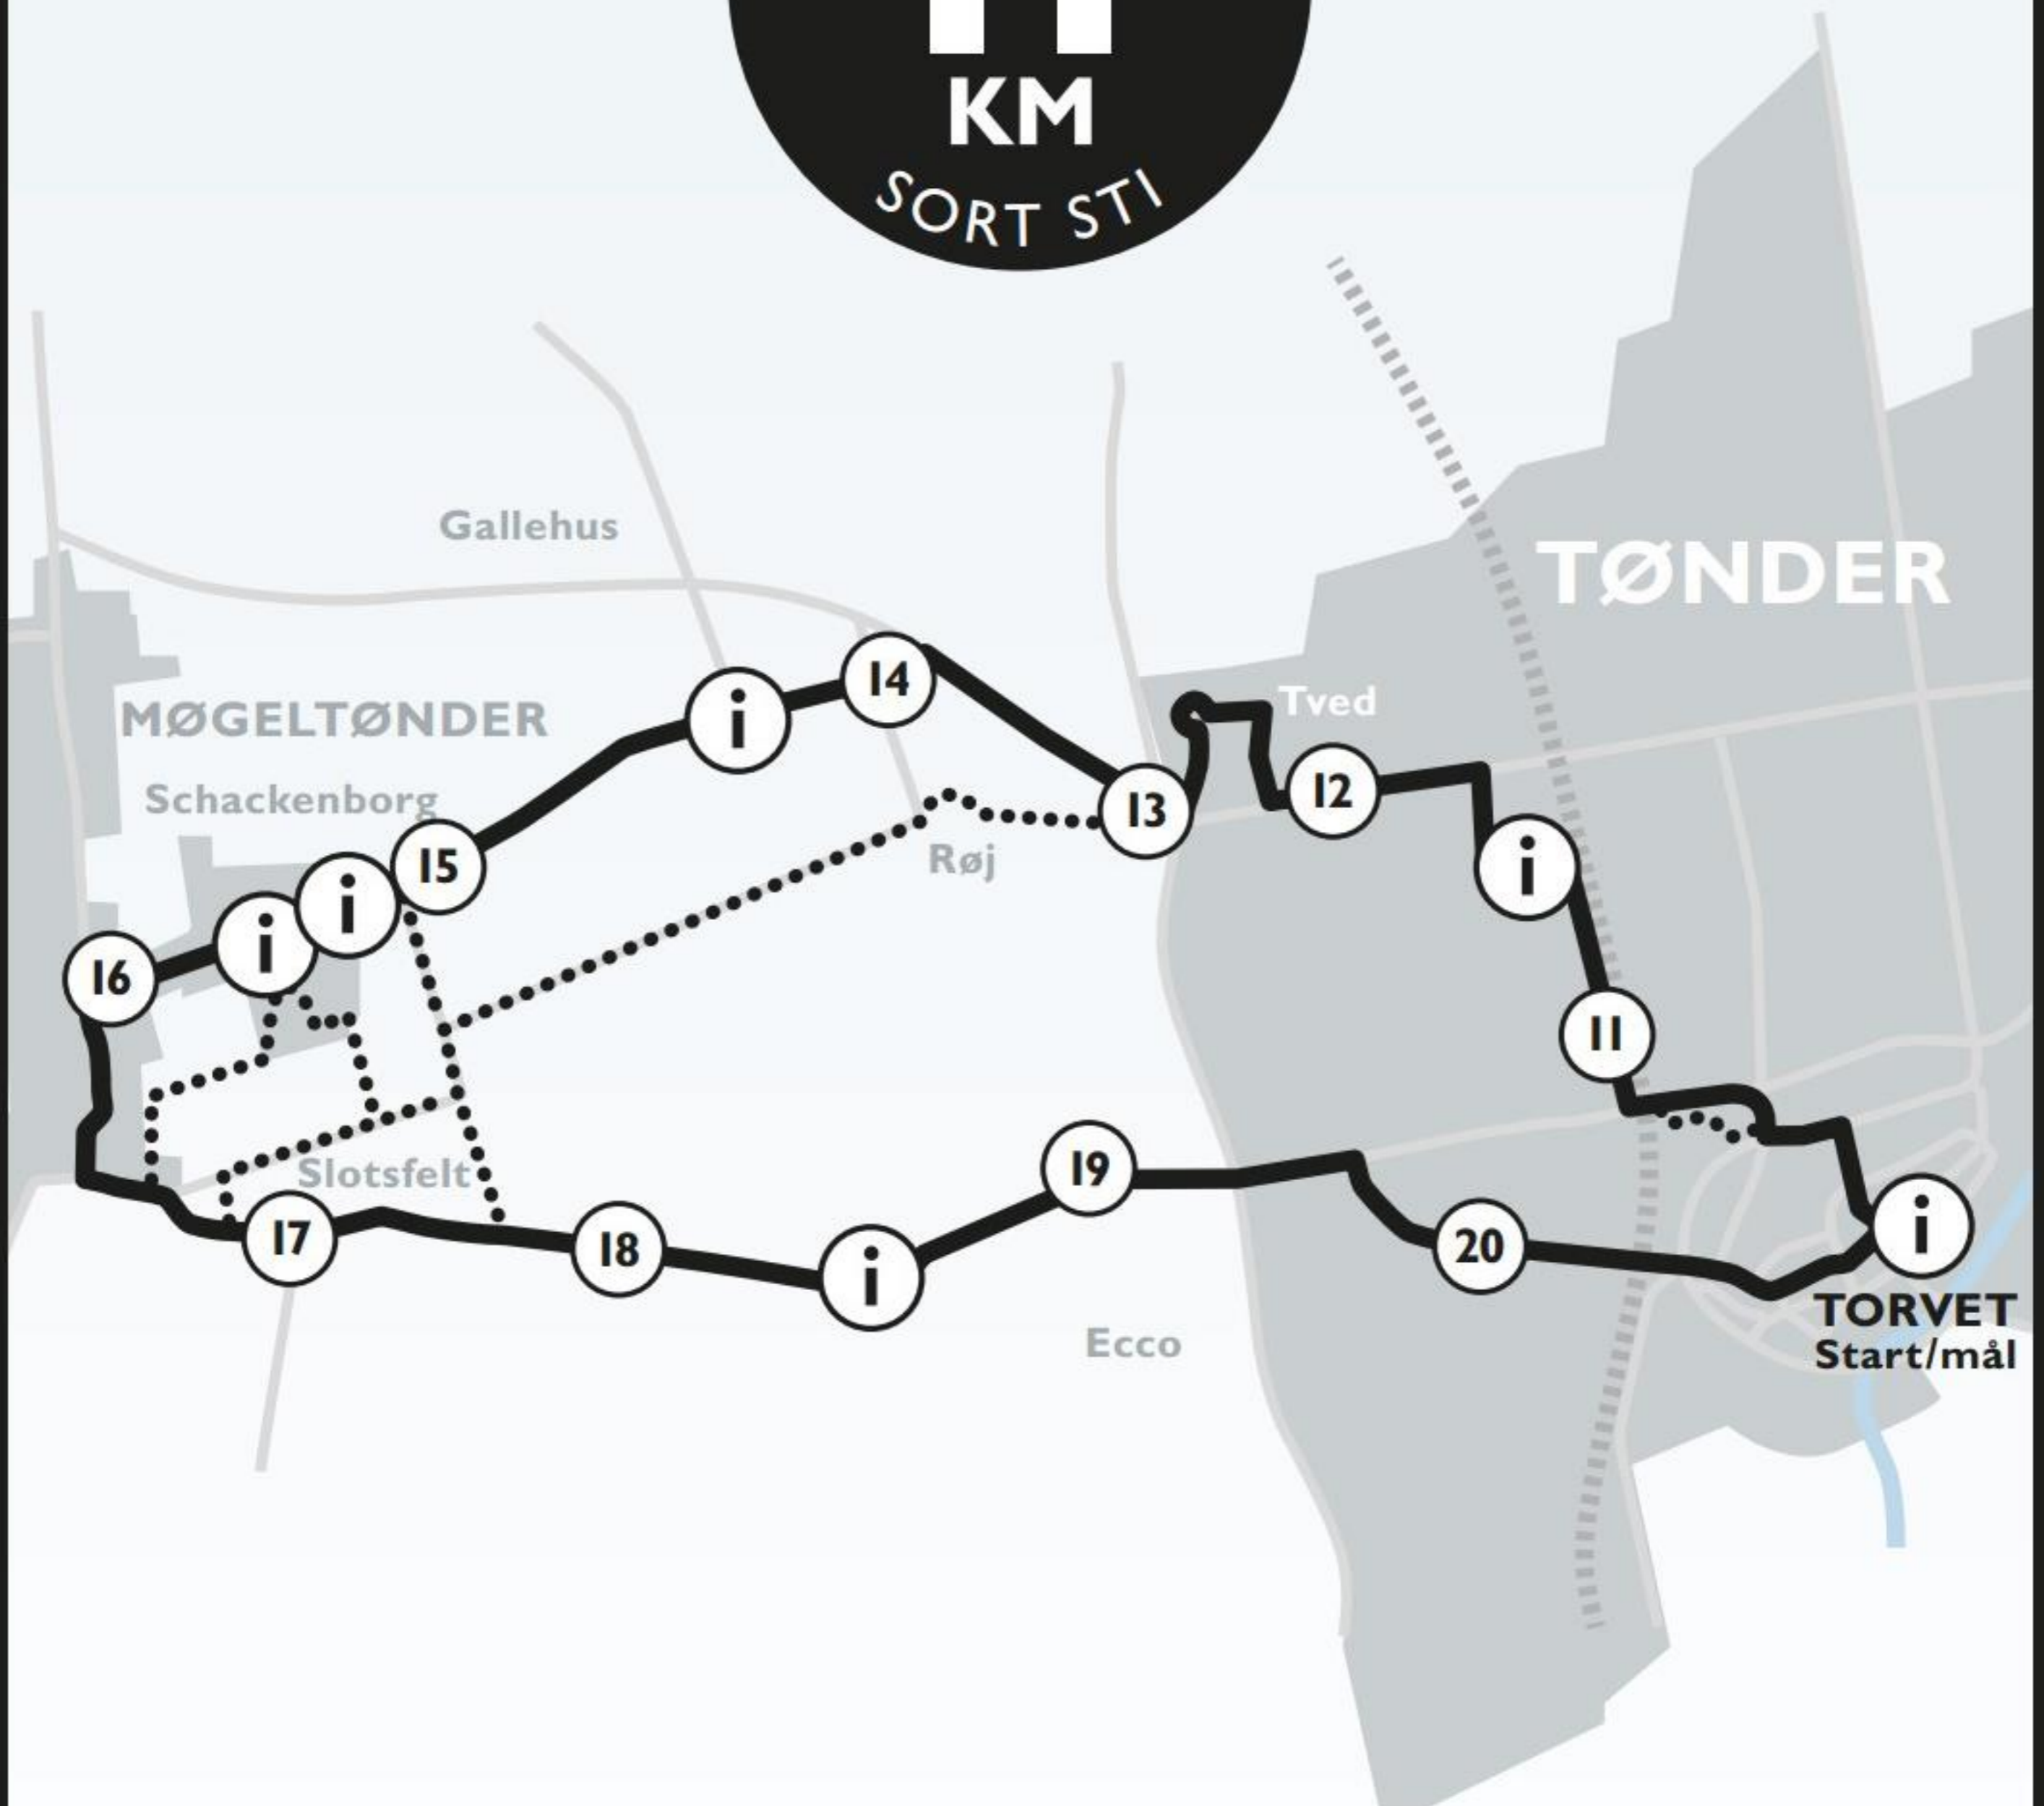 KM
SORT STI
Gallehus
TØNDER
14
i
Tved
MØGELTØNDER
12
Schackenborg
13
15
Røj
i
i
i
16
11
19
Slotsfelt
i
17
18
20
i
TORVET
Start/mål
Ecco